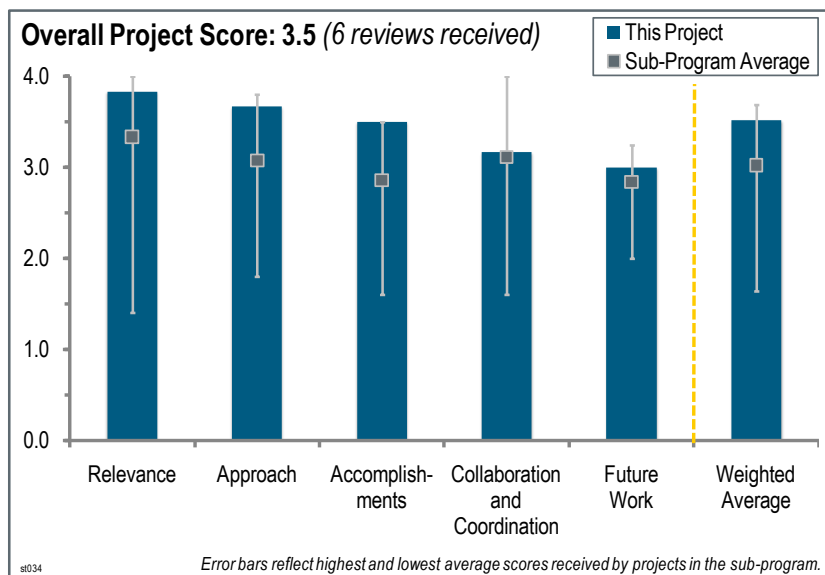 Overall Project Score: 3.5 (6 reviews received)
This Project
Sub-Program Average
4.0
3.0
2.0
1.0
0.0
Relevance
Approach
Accomplish-
ments
Collaboration
and
Coordination
Future
Work
Weighted
Average
st034
Error bars reflect highest and lowest average scores received by projects in the sub-program.